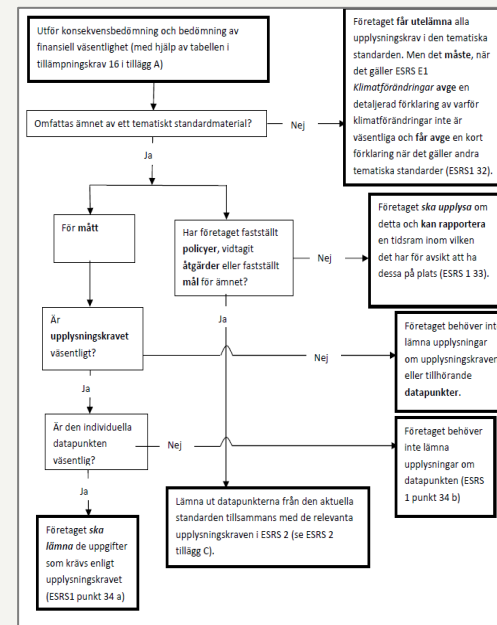 Utför konsekvensbedömning och bedömning av
finansiell väsentlighet (med hjälp av tabellen i
tillämpningskrav 16 i tillägg A)
Företaget får utelämna alla
upplysningskrav i den tematiska
standarden. Men det måste, när
det gäller ESRS E1
Klimatförändringar avge en
detaljerad förklaring av varför
klimatförändringar inte är
väsentliga och får avge en kort
förklaring när det gäller andra
tematiska standarder (ESRS1 32).
Omfattas ämnet av ett tematiskt standardmaterial?
Nej
Ja
För mått
Har företaget fastställt
policyer, vidtagit
åtgärder eller fastställt
mål för ämnet?
Nej
Företaget ska upplysa om
detta och kan rapportera
en tidsram inom vilken
det har för avsikt att ha
dessa på plats (ESRS 1 33).
Är
upplysningskravet
väsentligt?
Ja
Nej
Företaget behöver inte
lämna upplysningar
om upplysningskraven
eller tillhörande
datapunkter.
Ja
Är den individuella
datapunkten
väsentlig?
Nej
Företaget behöver
inte lämna
upplysningar om
datapunkten (ESRS
1 punkt 34 b)
Ja
Företaget ska
lämna de uppgifter
som krävs enligt
upplysningskravet
(ESRS1 punkt 34 a)
Lämna ut datapunkterna från den aktuella
standarden tillsammans med de relevanta
upplysningskraven i ESRS 2 (se ESRS 2
tillägg C).